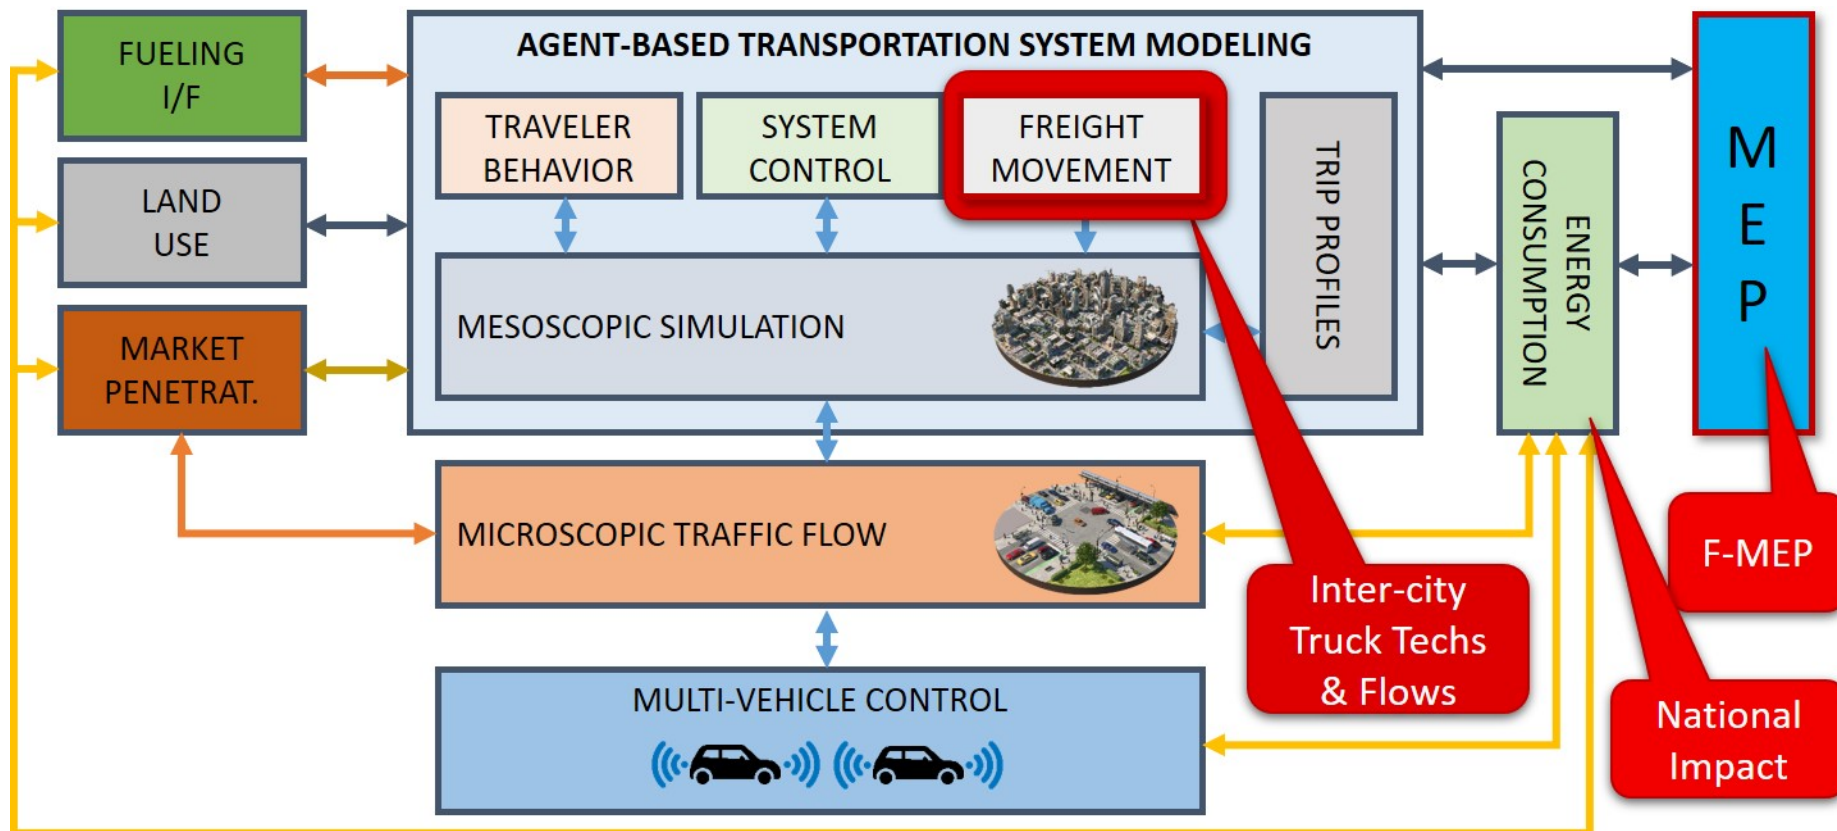 AGENT-BASED TRANSPORTATION SYSTEM MODELING
FUELING
I/F
LAND
USE
MARKET
PENETRAT.
TRAVELER
BEHAVIOR
SYSTEM
CONTROL
FREIGHT
MOVEMENT
TRIP PROFILES
MESOSCOPIC SIMULATION
MICROSCOPIC TRAFFIC FLOW
MULTI-VEHICLE CONTROL
ENERGY
CONSUMPTION
M
E
P
F-MEP
Inter-city
Truck Techs
& Flows
National
Impact